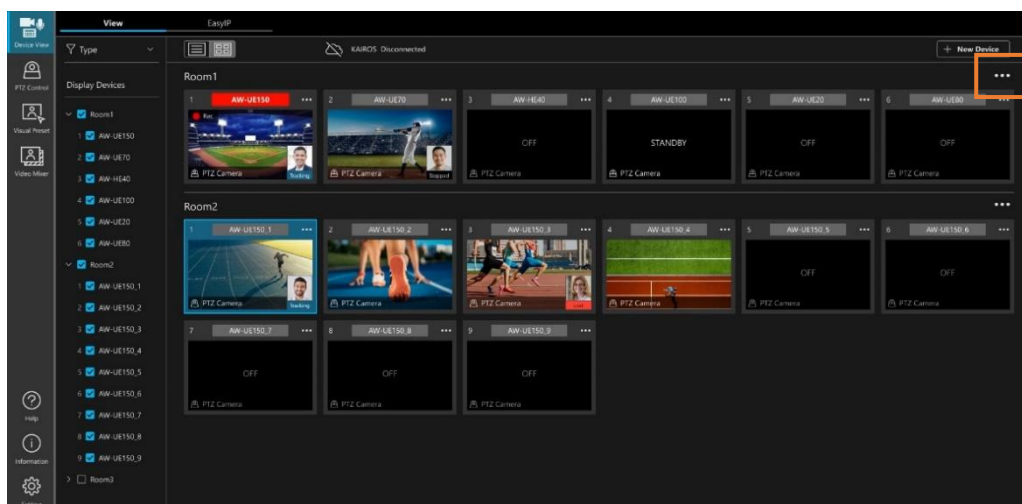 View EasyIP
Device View
PTZ Control
Visual Preset
Video Mixer
Help
Information
Type
KAIROS Disconnected
+ New Device
Display Devices
Room1
1 AW-UE150
2 AW-UE70
3 AW-HE40
4 AW-UE100
5 AW-UE20
6 AW-UE80
Room2
1 AW-UE150_1
2 AW-UE150_2
3 AW-UE150_3
4 AW-UE150_4
5 AW-UE150_5
6 AW-UE150_6
7 AW-UE150_7
8 AW-UE150_8
9 AW-UE150_9
Room3
Room1
1 AW-UE150 ••• 2 AW-UE70 ••• 3 AW-HE40 ••• 4 AW-UE100 ••• 5 AW-UE20 ••• 6 AW-UE80 •••
Rec
OFF STANDBY OFF OFF
PTZ Camera Tracking PTZ Camera Stopped PTZ Camera PTZ Camera PTZ Camera PTZ Camera
Room2
1 AW-UE150_1 ••• 2 AW-UE150_2 ••• 3 AW-UE150_3 ••• 4 AW-UE150_4 ••• 5 AW-UE150_5 ••• 6 AW-UE150_6 •••
OFF OFF
PTZ Camera Tracking PTZ Camera PTZ Camera Lost PTZ Camera PTZ Camera PTZ Camera
7 AW-UE150_7 ••• 8 AW-UE150_8 ••• 9 AW-UE150_9 •••
OFF OFF OFF
PTZ Camera PTZ Camera PTZ Camera